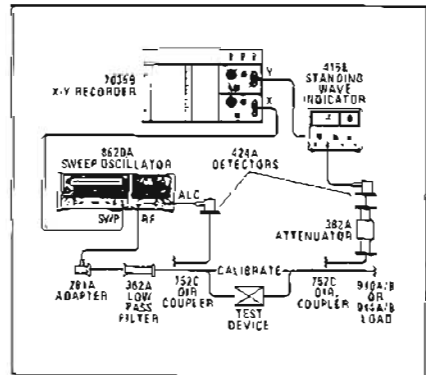 7035B
X-Y RECORDER
Y
X
415E
STANDING
WAVE
INDICATOR
8620A
SWEEP OSCILLATOR
ALC
SWP
RF
424A
DETECTORS
382A
ATTENUATOR
CALIBRATE
281A
ADAPTER
362A
LOW
PASS
FILTER
752C
DIR
COUPLER
TEST
DEVICE
752C
DIR.
COUPLER
OR
LOAD